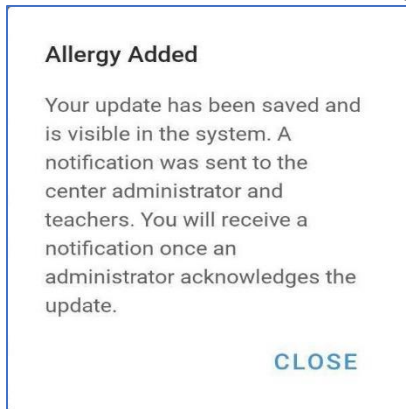 Allergy Added
Your update has been saved and
is visible in the system. A
notification was sent to the
center administrator and
teachers. You will receive a
notification once an
administrator acknowledges the
update.
CLOSE